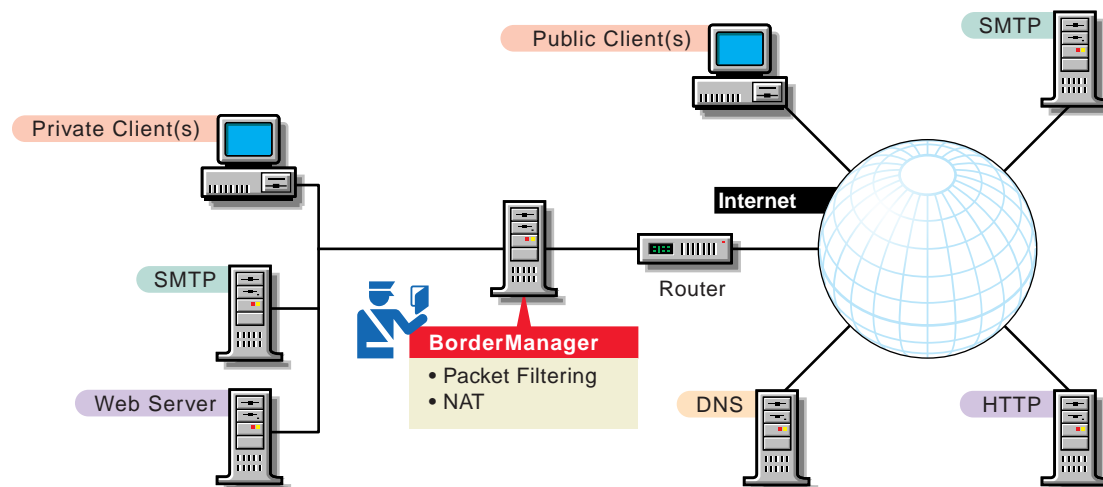 Public Client(s)
SMTP
Private Client(s)
Internet
SMTP
Router
BorderManager
• Packet Filtering
• NAT
Web Server
DNS
HTTP